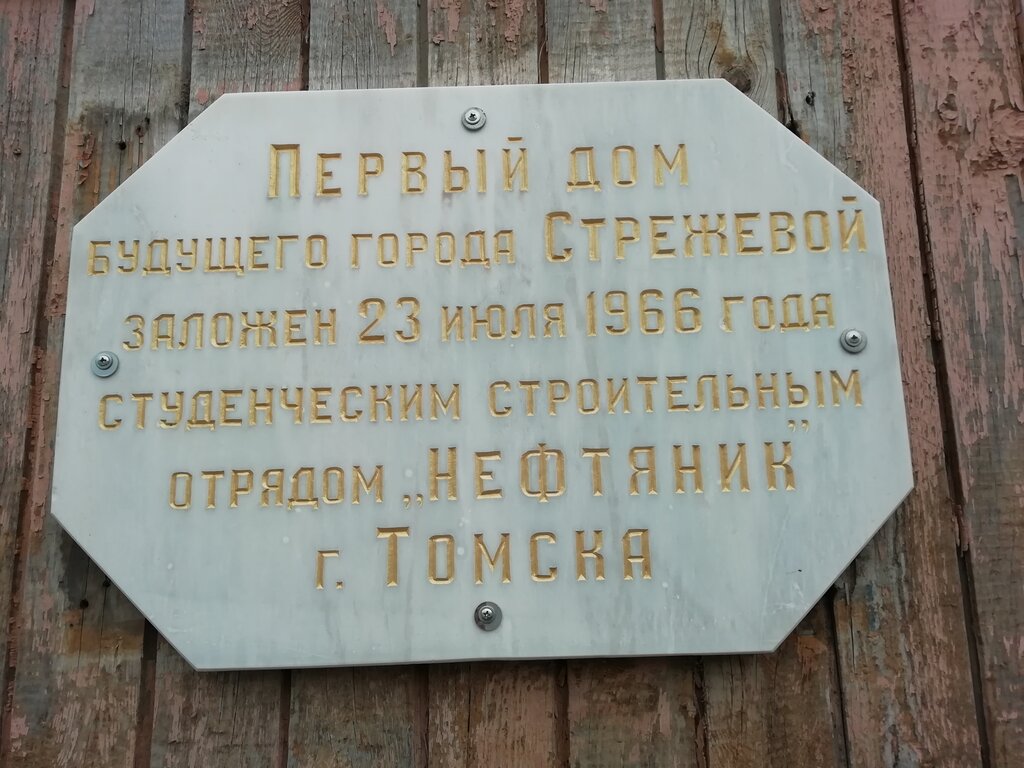 Первый дом
будущего города Стрежевой
заложен 23 июля 1966 года
студенческим строительным
отрядом „Нефтяник”
г. Томска